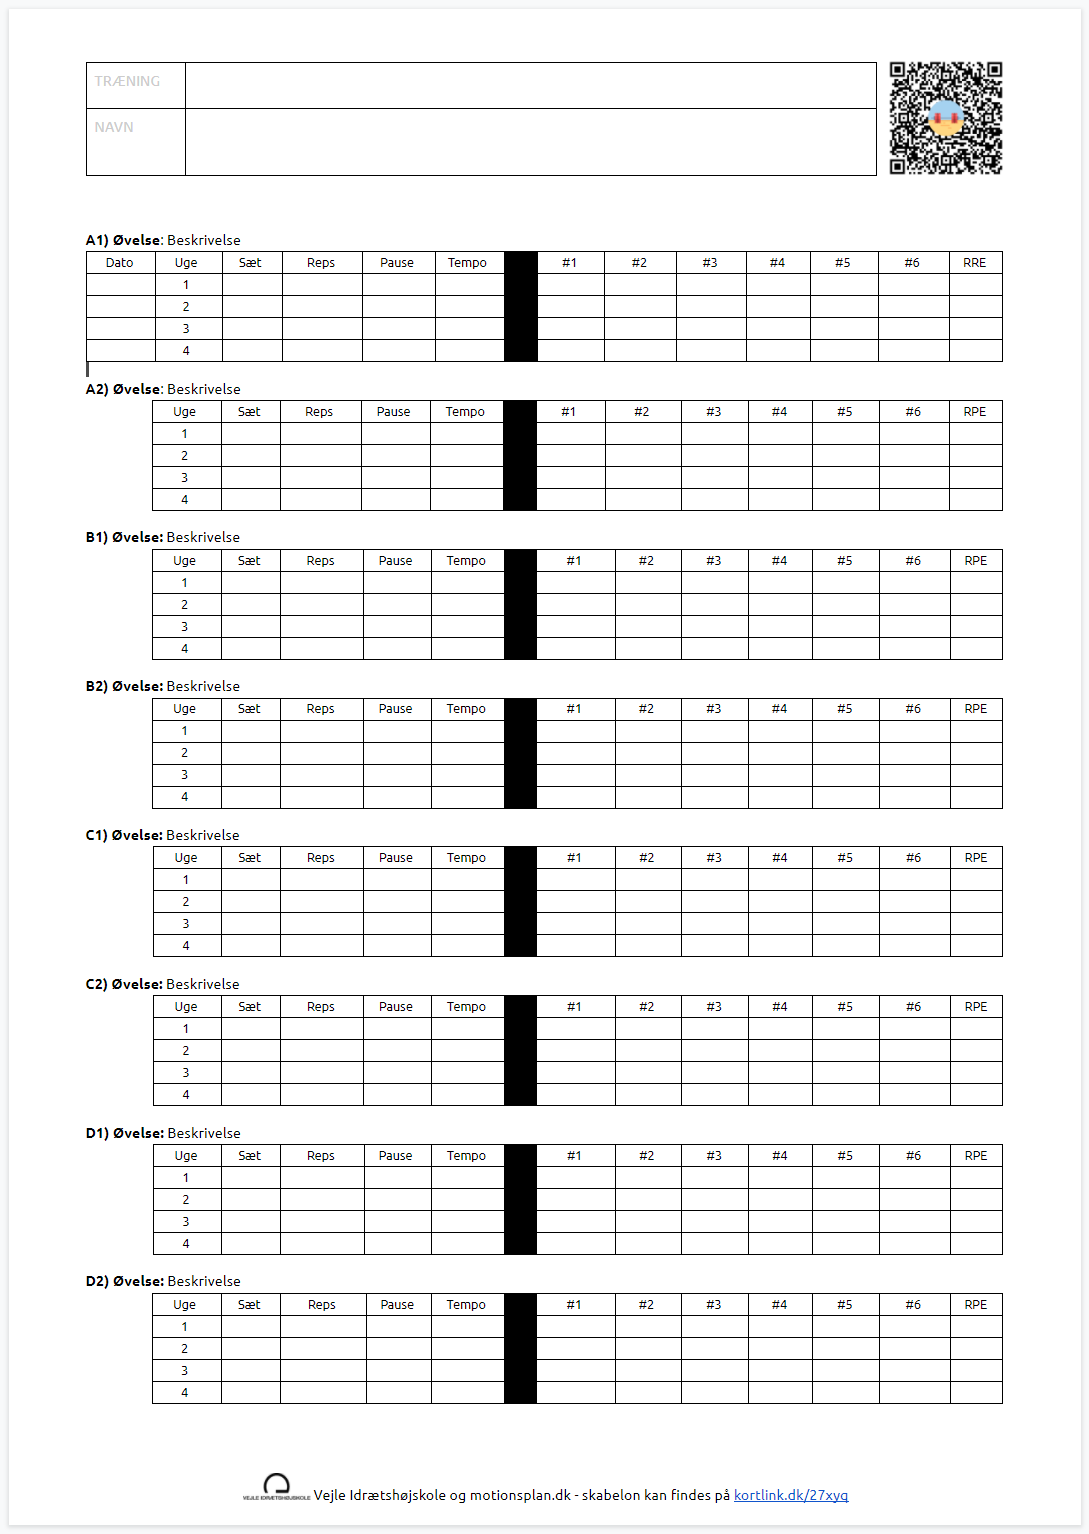 TRÆNING
NAVN
A1) Øvelse: Beskrivelse
Dato Uge Sæt Reps Pause Tempo #1 #2 #3 #4 #5 #6 RRE
1
2
3
4
A2) Øvelse: Beskrivelse
Uge Sæt Reps Pause Tempo #1 #2 #3 #4 #5 #6 RPE
1
2
3
4
B1) Øvelse: Beskrivelse
Uge Sæt Reps Pause Tempo #1 #2 #3 #4 #5 #6 RPE
1
2
3
4
B2) Øvelse: Beskrivelse
Uge Sæt Reps Pause Tempo #1 #2 #3 #4 #5 #6 RPE
1
2
3
4
C1) Øvelse: Beskrivelse
Uge Sæt Reps Pause Tempo #1 #2 #3 #4 #5 #6 RPE
1
2
3
4
C2) Øvelse: Beskrivelse
Uge Sæt Reps Pause Tempo #1 #2 #3 #4 #5 #6 RPE
1
2
3
4
D1) Øvelse: Beskrivelse
Uge Sæt Reps Pause Tempo #1 #2 #3 #4 #5 #6 RPE
1
2
3
4
D2) Øvelse: Beskrivelse
Uge Sæt Reps Pause Tempo #1 #2 #3 #4 #5 #6 RPE
1
2
3
4
VEJLE IDRÆTSHØJSKOLE Vejle Idrætshøjskole og motionsplan.dk - skabelon kan findes på kortlink.dk/27xyq